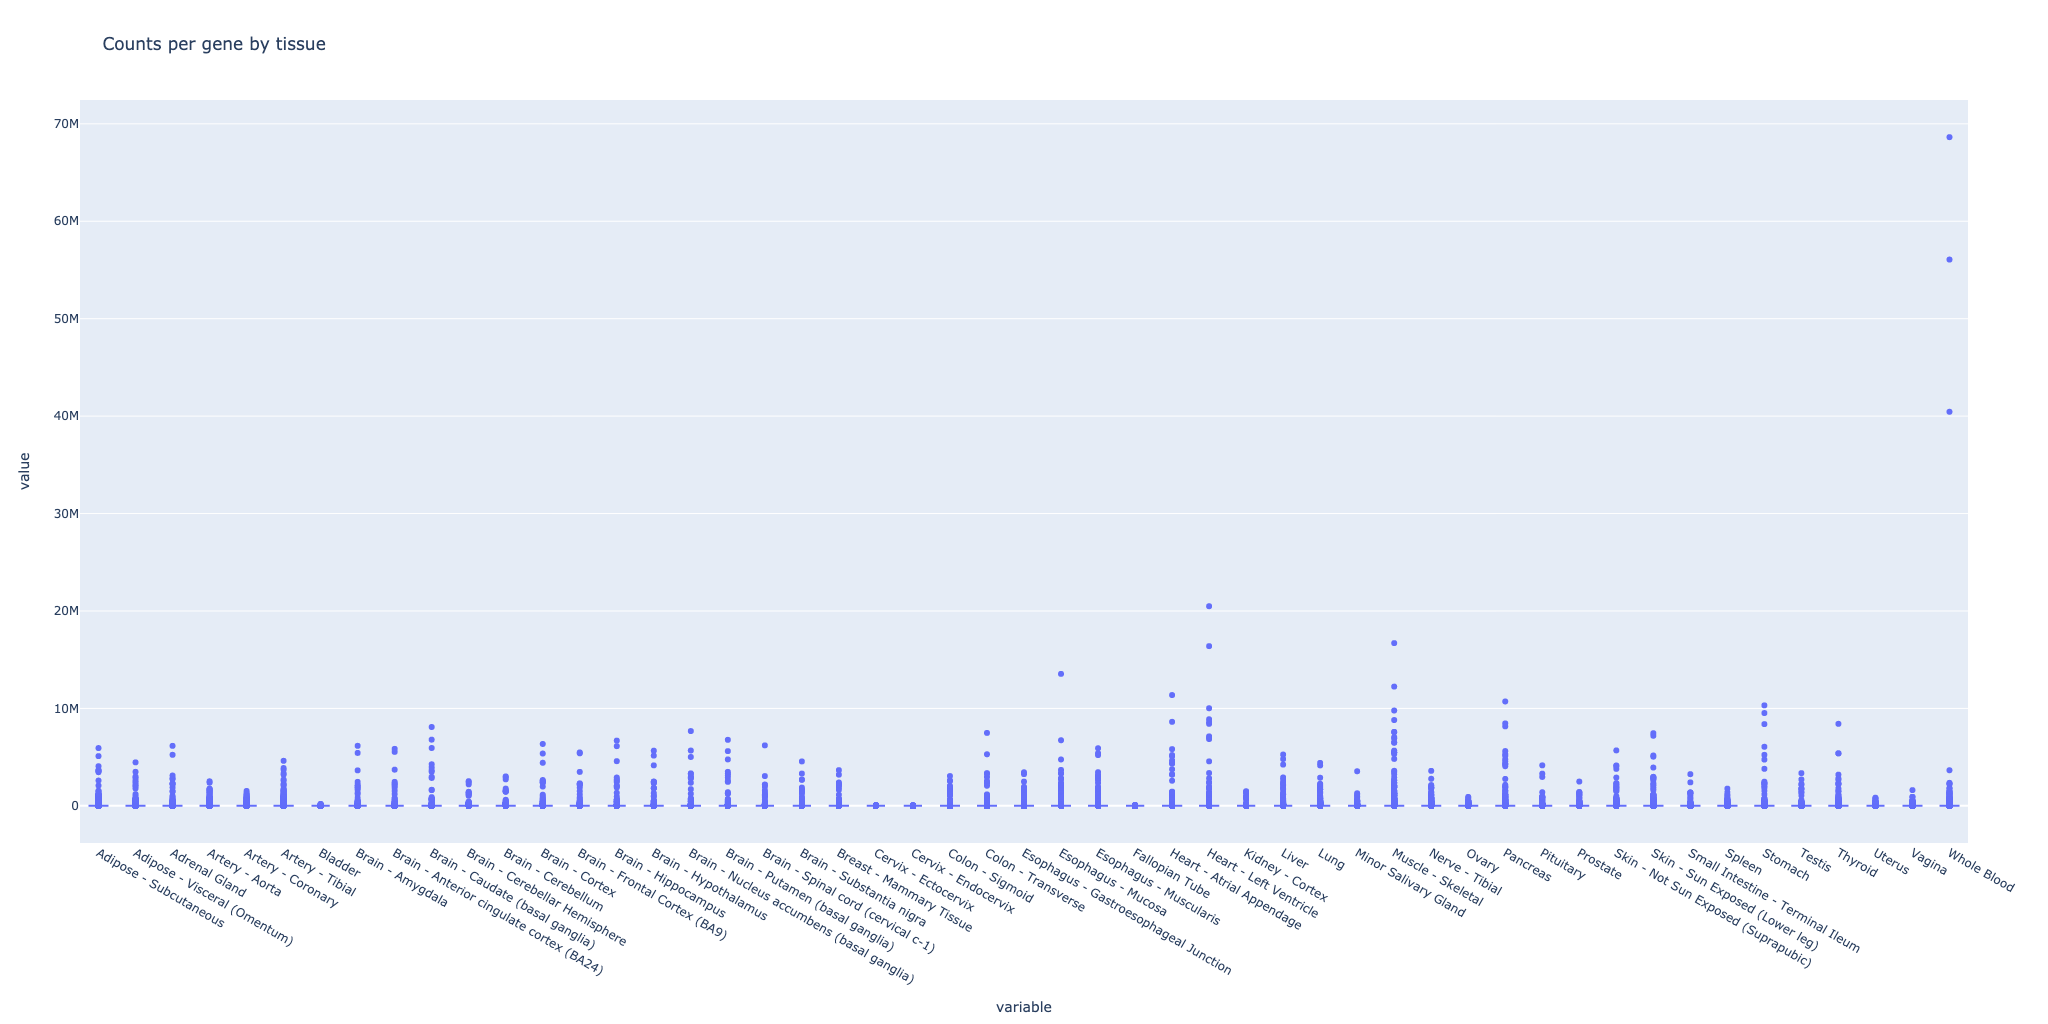 Counts per gene by tissue
70M
60M
50M
40M
30M
20M
10M
0
value
Adipose - Subcutaneous
Adipose - Visceral (Omentum)
Adrenal Gland
Artery - Aorta
Artery - Coronary
Artery - Tibial
Bladder
Brain - Amygdala
Brain - Anterior cingulate cortex (BA24)
Brain - Caudate (basal ganglia)
Brain - Cerebellar Hemisphere
Brain - Cerebellum
Brain - Cortex
Brain - Frontal Cortex (BA9)
Brain - Hippocampus
Brain - Hypothalamus
Brain - Nucleus accumbens (basal ganglia)
Brain - Putamen (basal ganglia)
Brain - Spinal cord (cervical c-1)
Brain - Substantia nigra
Breast - Mammary Tissue
Cervix - Ectocervix
Cervix - Endocervix
Colon - Sigmoid
Colon - Transverse
Esophagus - Gastroesophageal Junction
Esophagus - Mucosa
Esophagus - Muscularis
Fallopian Tube
Heart - Atrial Appendage
Heart - Left Ventricle
Kidney - Cortex
Liver
Lung
Minor Salivary Gland
Muscle - Skeletal
Nerve - Tibial
Ovary
Pancreas
Pituitary
Prostate
Skin - Not Sun Exposed (Suprapubic)
Skin - Sun Exposed (Lower leg)
Small Intestine - Terminal Ileum
Spleen
Stomach
Testis
Thyroid
Uterus
Vagina
Whole Blood
variable